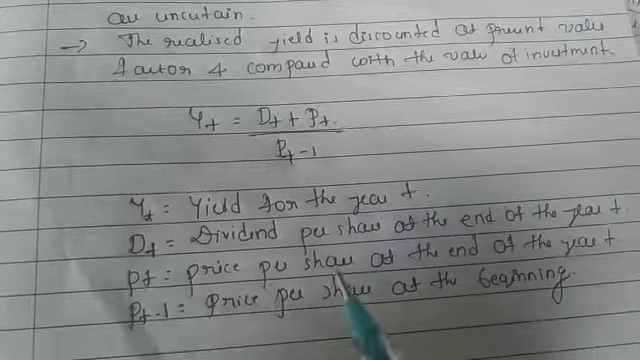 are uncertain.
→ The realised yield is discounted at present value
factor & compared with the value of investment
Yt = Dt + Pt.
Pt-1
Yt = Yield for the year t.
Dt = Dividend per share at the end of the year t.
Pt = price per share at the end of the year t
Pt-1 = price per share at the beginning.